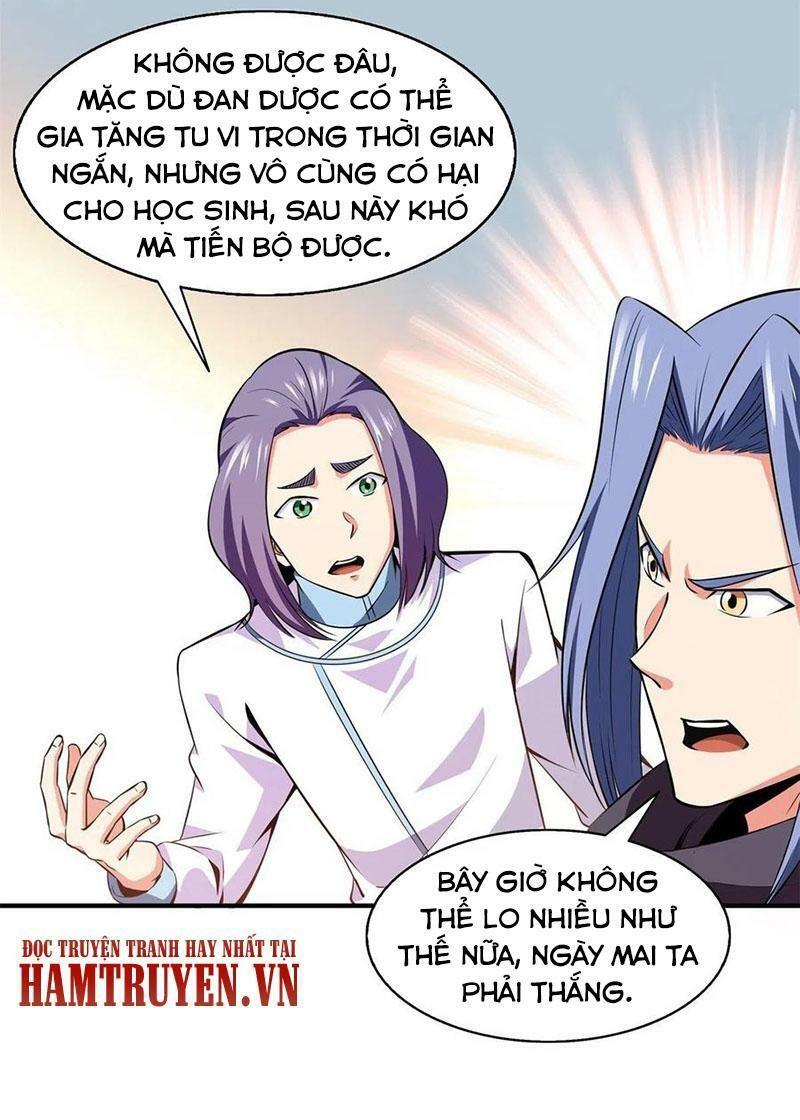 KHÔNG ĐƯỢC ĐÂU,
MẶC DÙ ĐAN DƯỢC CÓ THỂ
GIA TĂNG TU VI TRONG THỜI GIAN
NGẮN, NHƯNG VÔ CÙNG CÓ HẠI
CHO HỌC SINH, SAU NÀY KHÓ
MÀ TIẾN BỘ ĐƯỢC.
BÂY GIỜ KHÔNG
THỂ LO NHIỀU NHƯ
THẾ NỮA, NGÀY MAI TA
PHẢI THẮNG.
ĐỌC TRUYỆN TRANH HAY NHẤT TẠI
HAMTRUYEN.VN